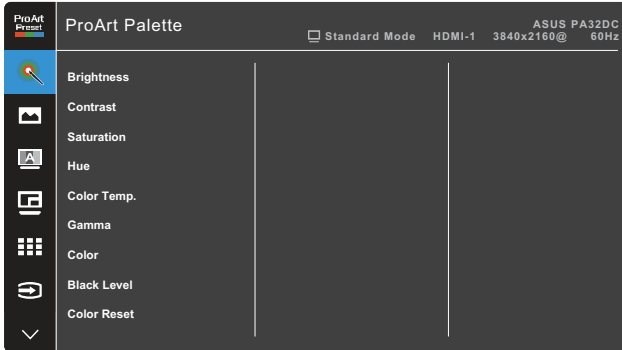 ProArt
Preset
ProArt Palette
ASUS PA32DC
Standard Mode HDMI-1 3840x2160@ 60Hz
Brightness
Contrast
Saturation
A
Hue
Color Temp.
Gamma
Color
Black Level
Color Reset